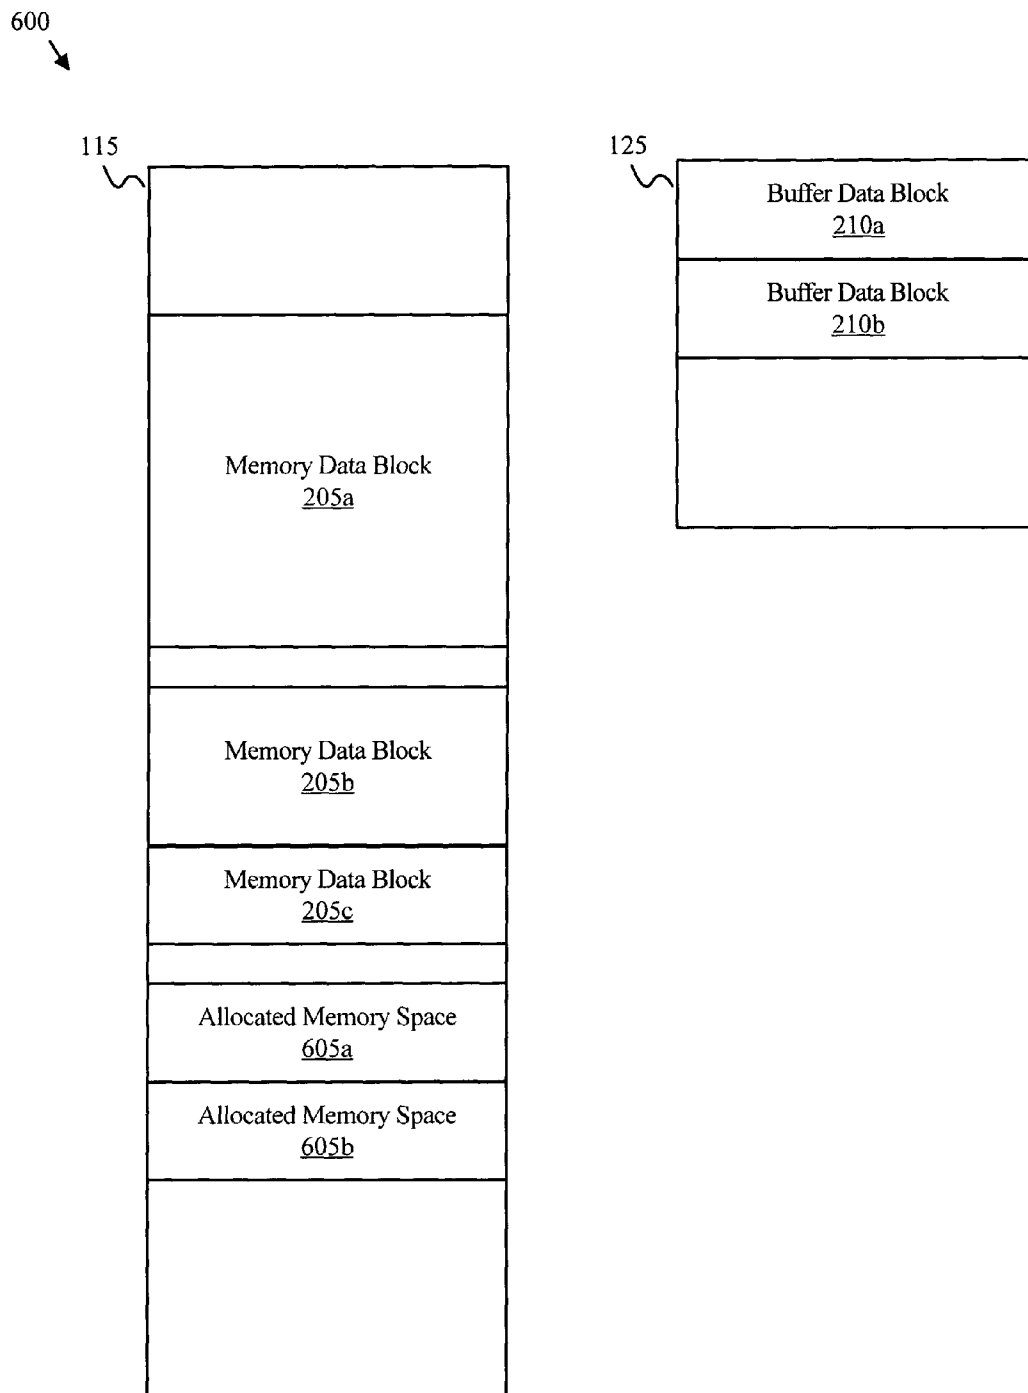 600
115
125
Buffer Data Block
210a
Buffer Data Block
210b
Memory Data Block
205a
Memory Data Block
205b
Memory Data Block
205c
Allocated Memory Space
605a
Allocated Memory Space
605b